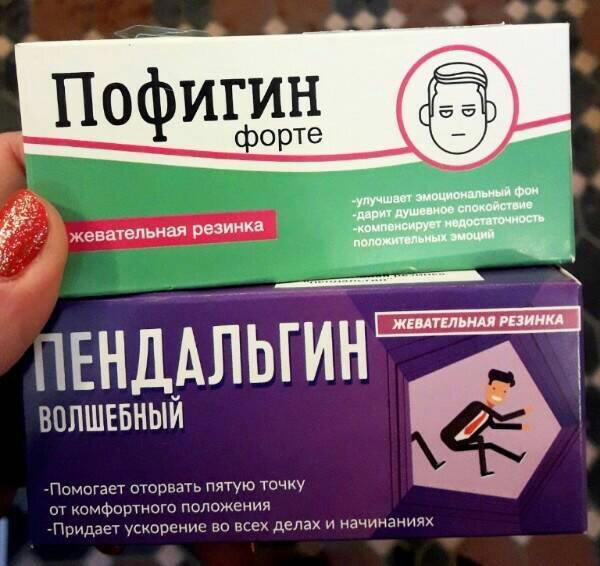 Пофигин
форте
жевательная резинка
-улучшает эмоциональный фон
-дарит душевное спокойствие
-компенсирует недостаточность
положительных эмоций
ПЕНДАЛЬГИН
ВОЛШЕБНЫЙ
ЖЕВАТЕЛЬНАЯ РЕЗИНКА
-Помогает оторвать пятую точку
от комфортного положения
-Придает ускорение во всех делах и начинаниях